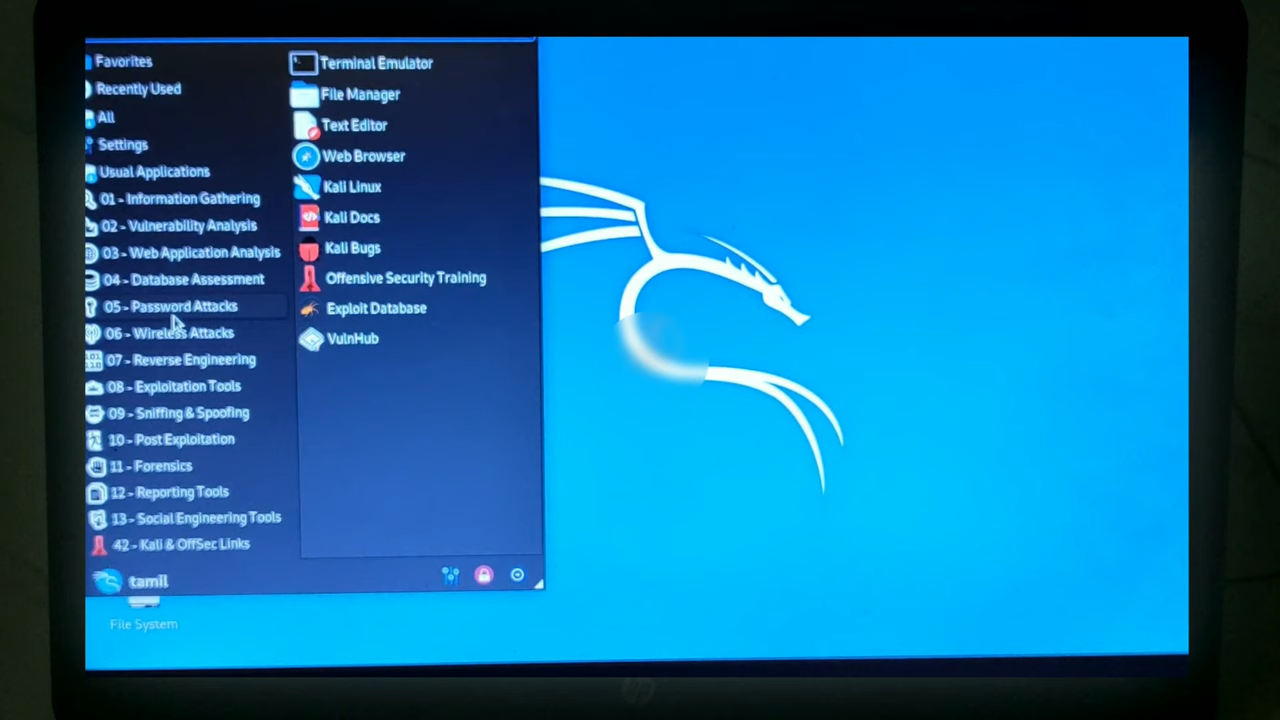 Favorites
Recently Used
All
Settings
Usual Applications
01 - Information Gathering
02 - Vulnerability Analysis
03 - Web Application Analysis
04 - Database Assessment
05 - Password Attacks
06 - Wireless Attacks
07 - Reverse Engineering
08 - Exploitation Tools
09 - Sniffing & Spoofing
10 - Post Exploitation
11 - Forensics
12 - Reporting Tools
13 - Social Engineering Tools
42 - Kali & OffSec Links
Terminal Emulator
File Manager
Text Editor
Web Browser
Kali Linux
Kali Docs
Kali Bugs
Offensive Security Training
Exploit Database
VulnHub
tamil
File System
hp